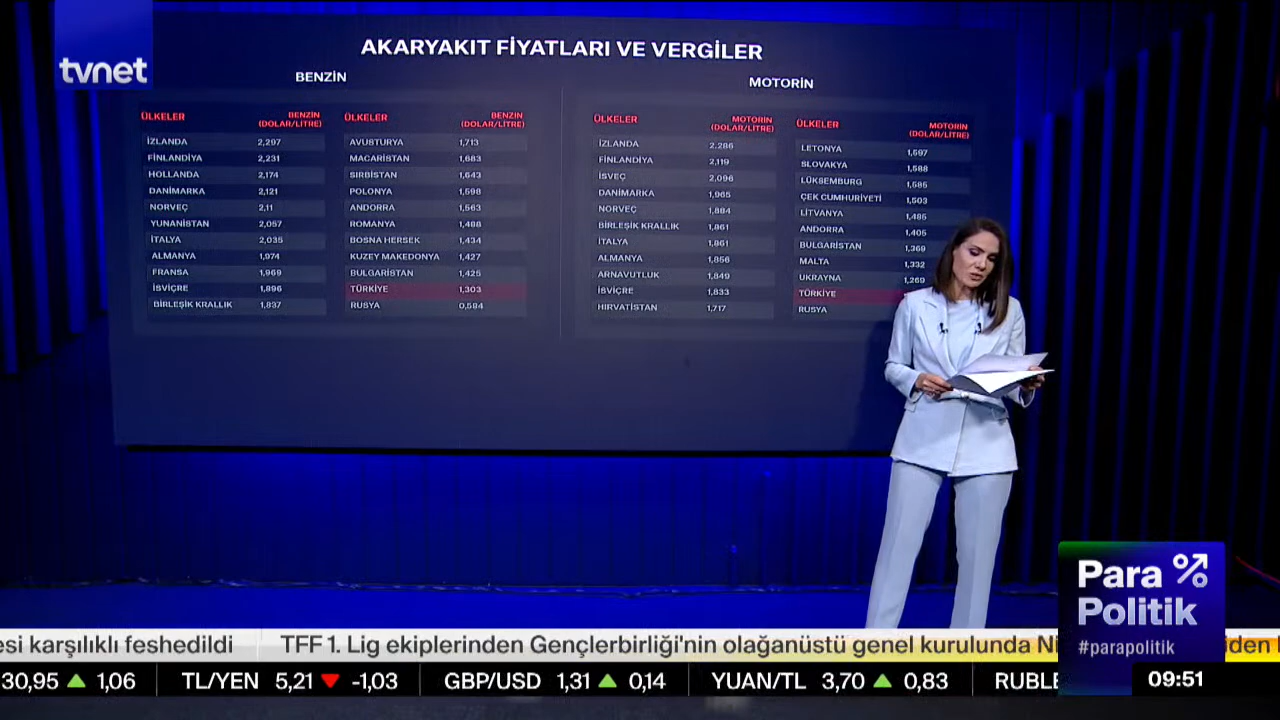 tvnet
AKARYAKIT FİYATLARI VE VERGİLER
BENZİN
ÜLKELER BENZİN (DOLAR/LİTRE)
İZLANDA 2,297
FİNLANDİYA 2,231
HOLLANDA 2,174
DANİMARKA 2,121
NORVEÇ 2,11
YUNANİSTAN 2,057
İTALYA 2,035
ALMANYA 1,974
FRANSA 1,969
İSVİÇRE 1,896
BİRLEŞİK KRALLIK 1,837
ÜLKELER BENZİN (DOLAR/LİTRE)
AVUSTURYA 1,713
MACARİSTAN 1,683
SIRBİSTAN 1,643
POLONYA 1,598
ANDORRA 1,563
ROMANYA 1,488
BOSNA HERSEK 1,434
KUZEY MAKEDONYA 1,427
BULGARİSTAN 1,425
TÜRKİYE 1,303
RUSYA 0,584
MOTORİN
ÜLKELER MOTORİN (DOLAR/LİTRE)
İZLANDA 2.286
FİNLANDİYA 2,119
İSVEÇ 2,096
DANİMARKA 1,965
NORVEÇ 1,884
BİRLEŞİK KRALLIK 1,861
İTALYA 1,861
ALMANYA 1,856
ARNAVUTLUK 1,849
İSVİÇRE 1,833
HIRVATİSTAN 1,717
ÜLKELER MOTORİN (DOLAR/LİTRE)
LETONYA 1,597
SLOVAKYA 1,588
LÜKSEMBURG 1,585
ÇEK CUMHURİYETİ 1,503
LİTVANYA 1,485
ANDORRA 1,405
BULGARİSTAN 1,369
MALTA 1,332
UKRAYNA 1,269
TÜRKİYE
RUSYA
Para %
Politik
#parapolitik
esi karşılıklı feshedildi TFF 1. Lig ekiplerinden Gençlerbirliği'nin olağanüstü genel kurulunda Ni iden
30,95 1,06 TL/YEN 5,21 -1,03 GBP/USD 1,31 0,14 YUAN/TL 3,70 0,83 RUBLE
09:51